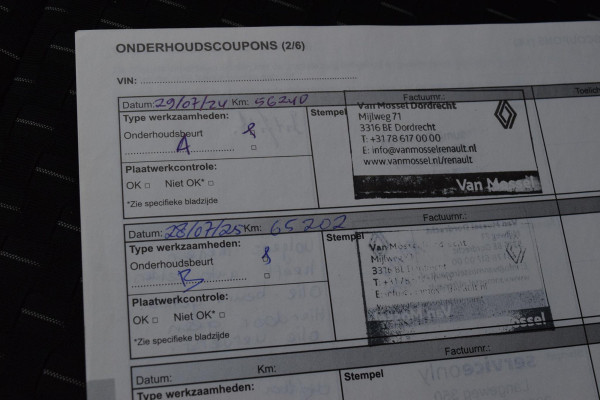 ONDERHOUDSCOUPONS (2/6)
VIN:
Datum: 29/07/24 Km: 56240
Factuurnr.:
Type werkzaamheden:
Stempel
Onderhoudsbeurt
A
Plaatwerkcontrole:
OK □ Niet OK* □
*Zie specifieke bladzijde
Van Mossel Dordrecht
Mijlweg 71
3316 BE Dordrecht
T: +31 78 617 00 00
E: info@vanmosselrenault.nl
www.vanmossel.nl/renault
Van Mossel
Datum: 28/07/25 Km: 65202
Factuurnr.:
Type werkzaamheden:
Stempel
Onderhoudsbeurt
B
Plaatwerkcontrole:
OK □ Niet OK* □
*Zie specifieke bladzijde
Datum: Km:
Factuurnr.:
Type werkzaamheden:
Stempel